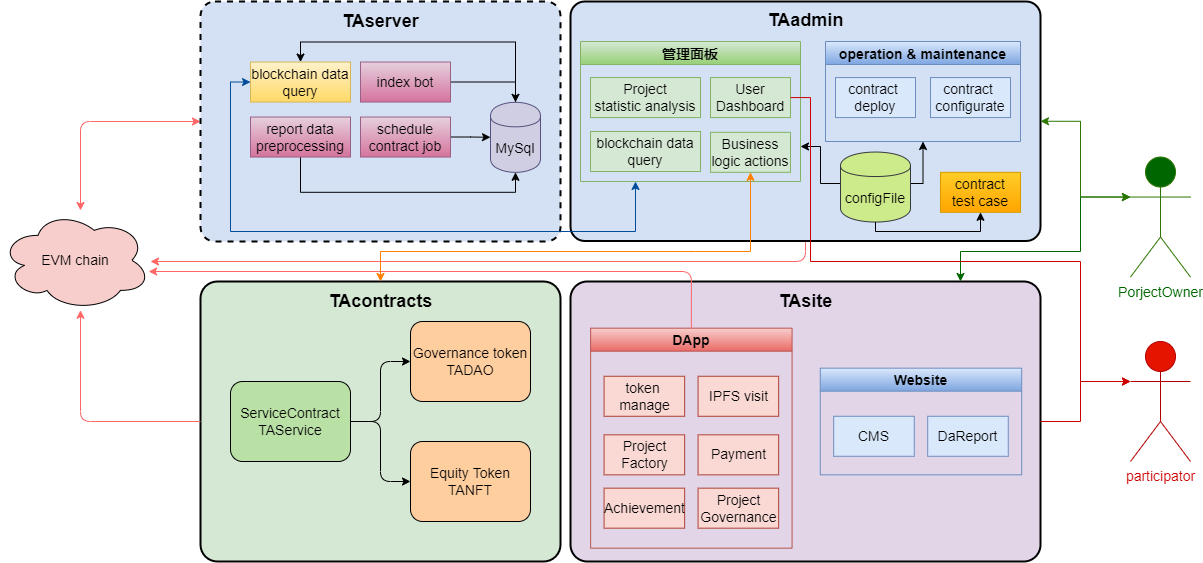 TAserver
blockchain data
query
index bot
report data
preprocessing
schedule
contract job
MySql
TAadmin
管理面板
Project
statistic analysis
User
Dashboard
blockchain data
query
Business
logic actions
operation & maintenance
contract
deploy
contract
configurate
configFile
contract
test case
EVM chain
PorjectOwner
TAcontracts
ServiceContract
TAService
Governance token
TADAO
Equity Token
TANFT
TAsite
DApp
token
manage
IPFS visit
Project
Factory
Payment
Achievement
Project
Governance
Website
CMS
DaReport
participator